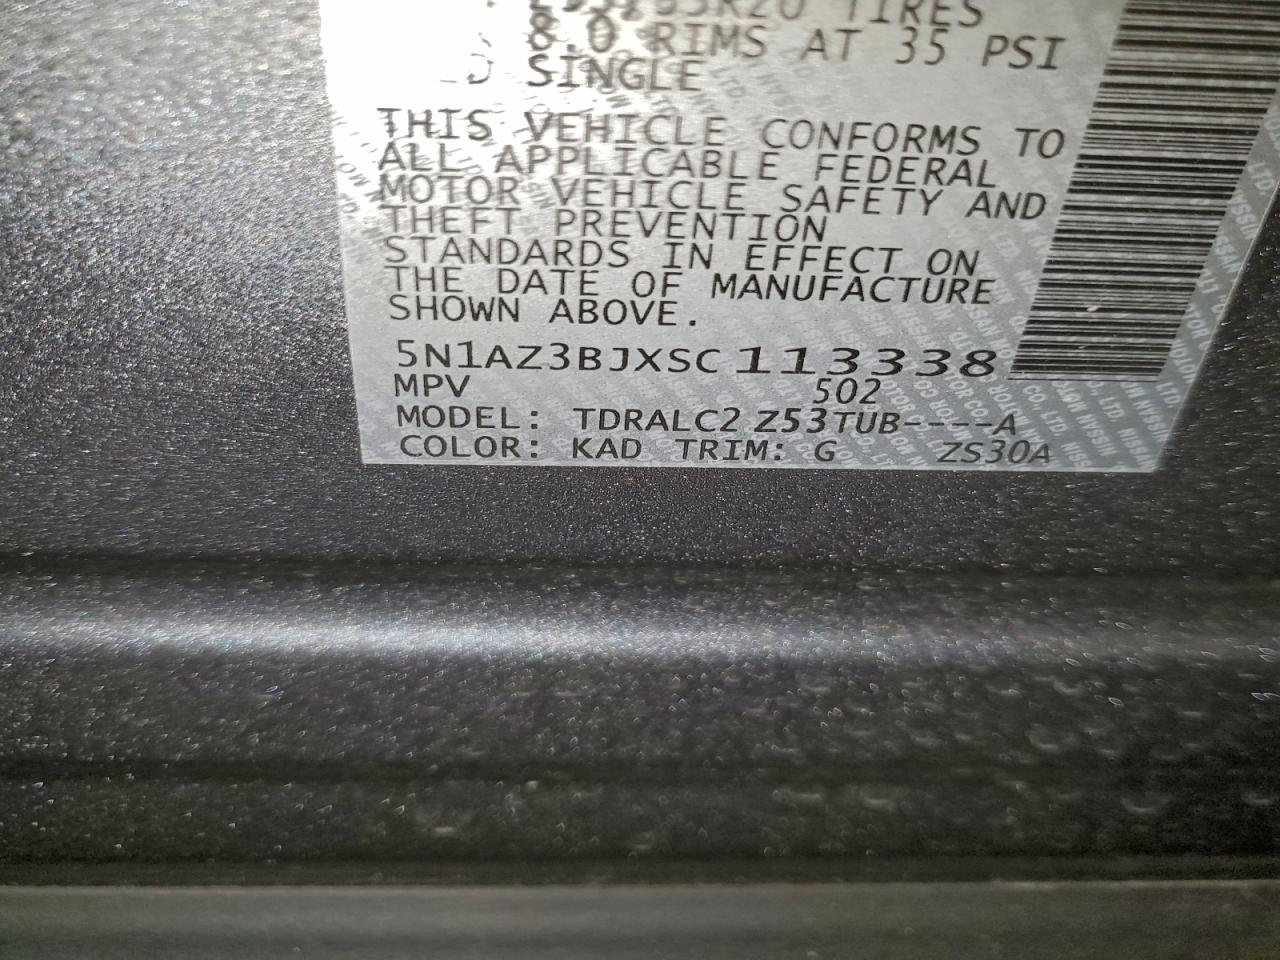 TIRES
8.0 RIMS AT 35 PSI
SINGLE
THIS VEHICLE CONFORMS TO
ALL APPLICABLE FEDERAL
MOTOR VEHICLE SAFETY AND
THEFT PREVENTION
STANDARDS IN EFFECT ON
THE DATE OF MANUFACTURE
SHOWN ABOVE.
5N1AZ3BJXSC113338
MPV 502
MODEL: TDRALC2 Z53TUB----A
COLOR: KAD TRIM: G ZS30A